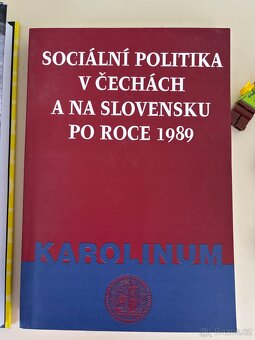 SOCIÁLNÍ POLITIKA
V ČECHÁCH
A NA SLOVENSKU
PO ROCE 1989
KAROLINUM